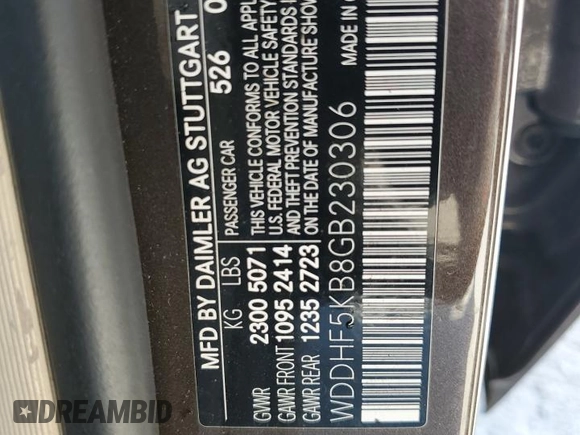 MFD BY DAIMLER AG STUTTGART
526 0
PASSENGER CAR
KG LBS
GVWR 2300 5071
GAWR FRONT 1095 2414
GAWR REAR 1235 2723
THIS VEHICLE CONFORMS TO ALL APPL
U.S. FEDERAL MOTOR VEHICLE SAFETY
AND THEFT PREVENTION STANDARDS
DATE OF MANUFACTURE SHOW
WDDHF5KB8GB230306
MADE IN
DREAMBID